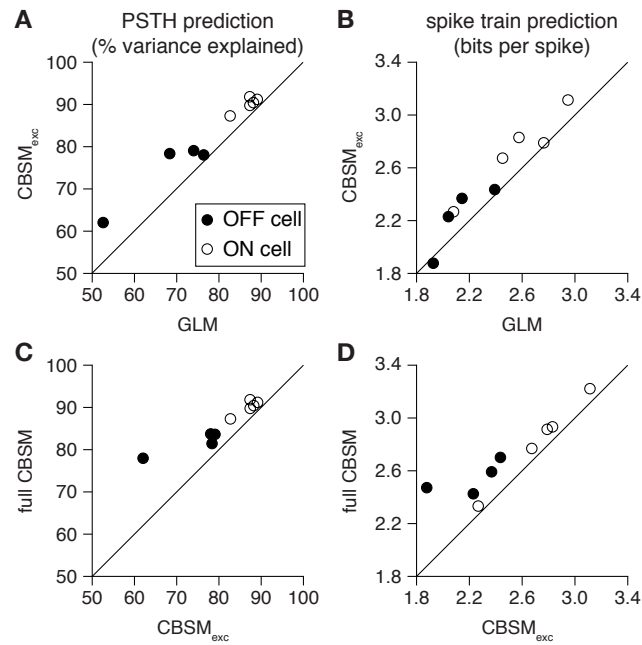 A
PSTH prediction
(% variance explained)
100
90
80
70
60
50
CBSM_exc
50 60 70 80 90 100
GLM
OFF cell
ON cell
B
spike train prediction
(bits per spike)
3.4
3.0
2.6
2.2
1.8
CBSM_exc
1.8 2.2 2.6 3.0 3.4
GLM
C
100
90
80
70
60
50
full CBSM
50 60 70 80 90 100
CBSM_exc
D
3.4
3.0
2.6
2.2
1.8
full CBSM
1.8 2.2 2.6 3.0 3.4
CBSM_exc